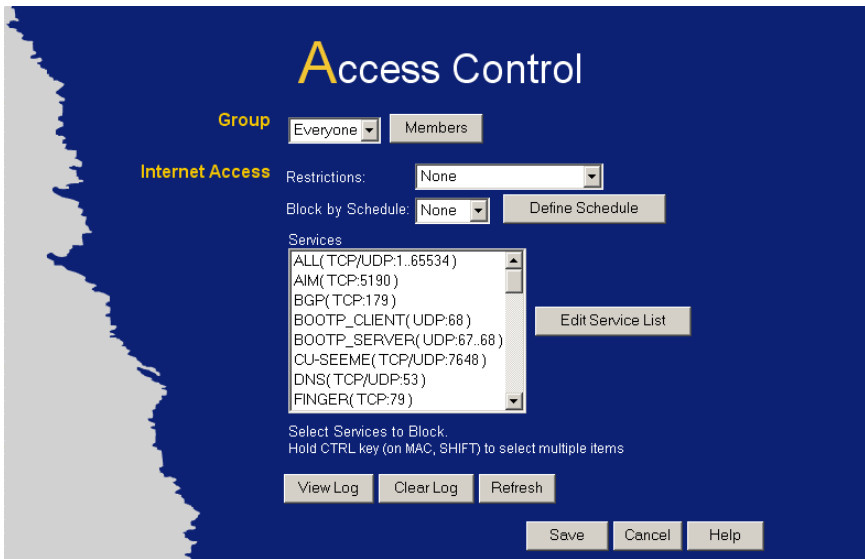 Access Control
Group Everyone Members
Internet Access Restrictions: None
Block by Schedule: None Define Schedule
Services
ALL( TCP/UDP:1..65534 )
AIM( TCP:5190 )
BGP( TCP:179 )
BOOTP_CLIENT( UDP:68 )
BOOTP_SERVER( UDP:67..68 )
CU-SEEME( TCP/UDP:7648 )
DNS( TCP/UDP:53 )
FINGER( TCP:79 )
Edit Service List
Select Services to Block.
Hold CTRL key (on MAC, SHIFT) to select multiple items
View Log Clear Log Refresh
Save Cancel Help